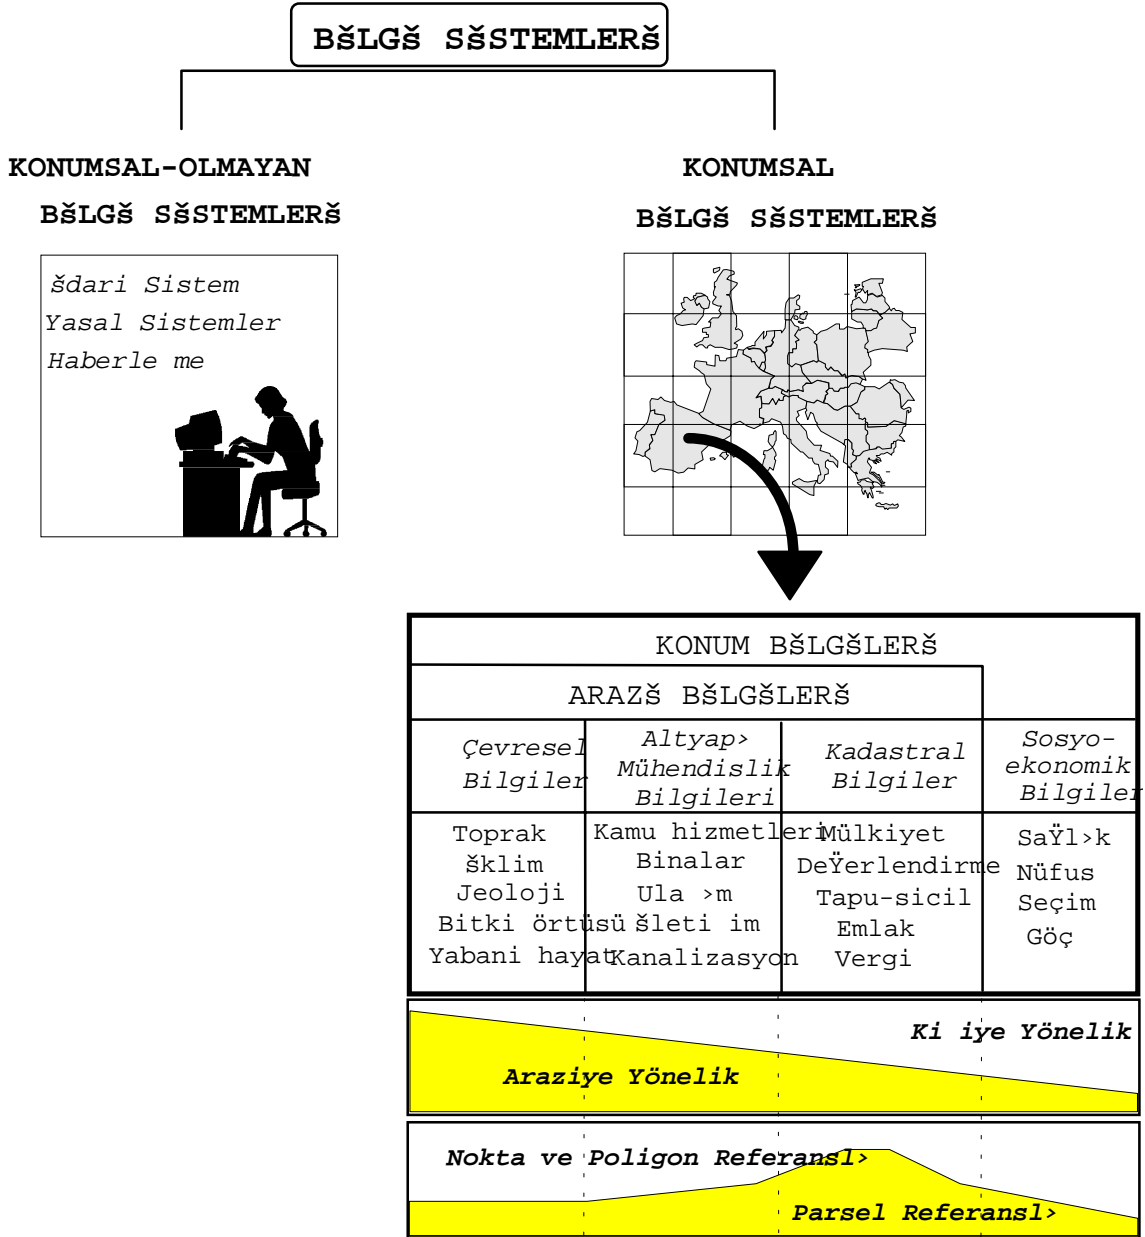 BšLGš SšSTEMLERš
KONUMSAL-OLMAYAN
BšLGš SšSTEMLERš
šdari Sistem
Yasal Sistemler
Haberle me
KONUMSAL
BšLGš SšSTEMLERš
KONUM BšLGšLERš
ARAZš BšLGšLERš
Çevresel
Bilgiler
Altyap›
Mühendislik
Bilgileri
Kadastral
Bilgiler
Sosyo-
ekonomik
Bilgiler
Toprak
šklim
Jeoloji
Bitki örtüsü
Yabani hayat
Kamu hizmetleri
Binalar
Ula ›m
šleti im
Kanalizasyon
Mülkiyet
DeŸerlendirme
Tapu-sicil
Emlak
Vergi
SaŸl›k
Nüfus
Seçim
Göç
Ki iye Yönelik
Araziye Yönelik
Nokta ve Poligon Referansl›
Parsel Referansl›